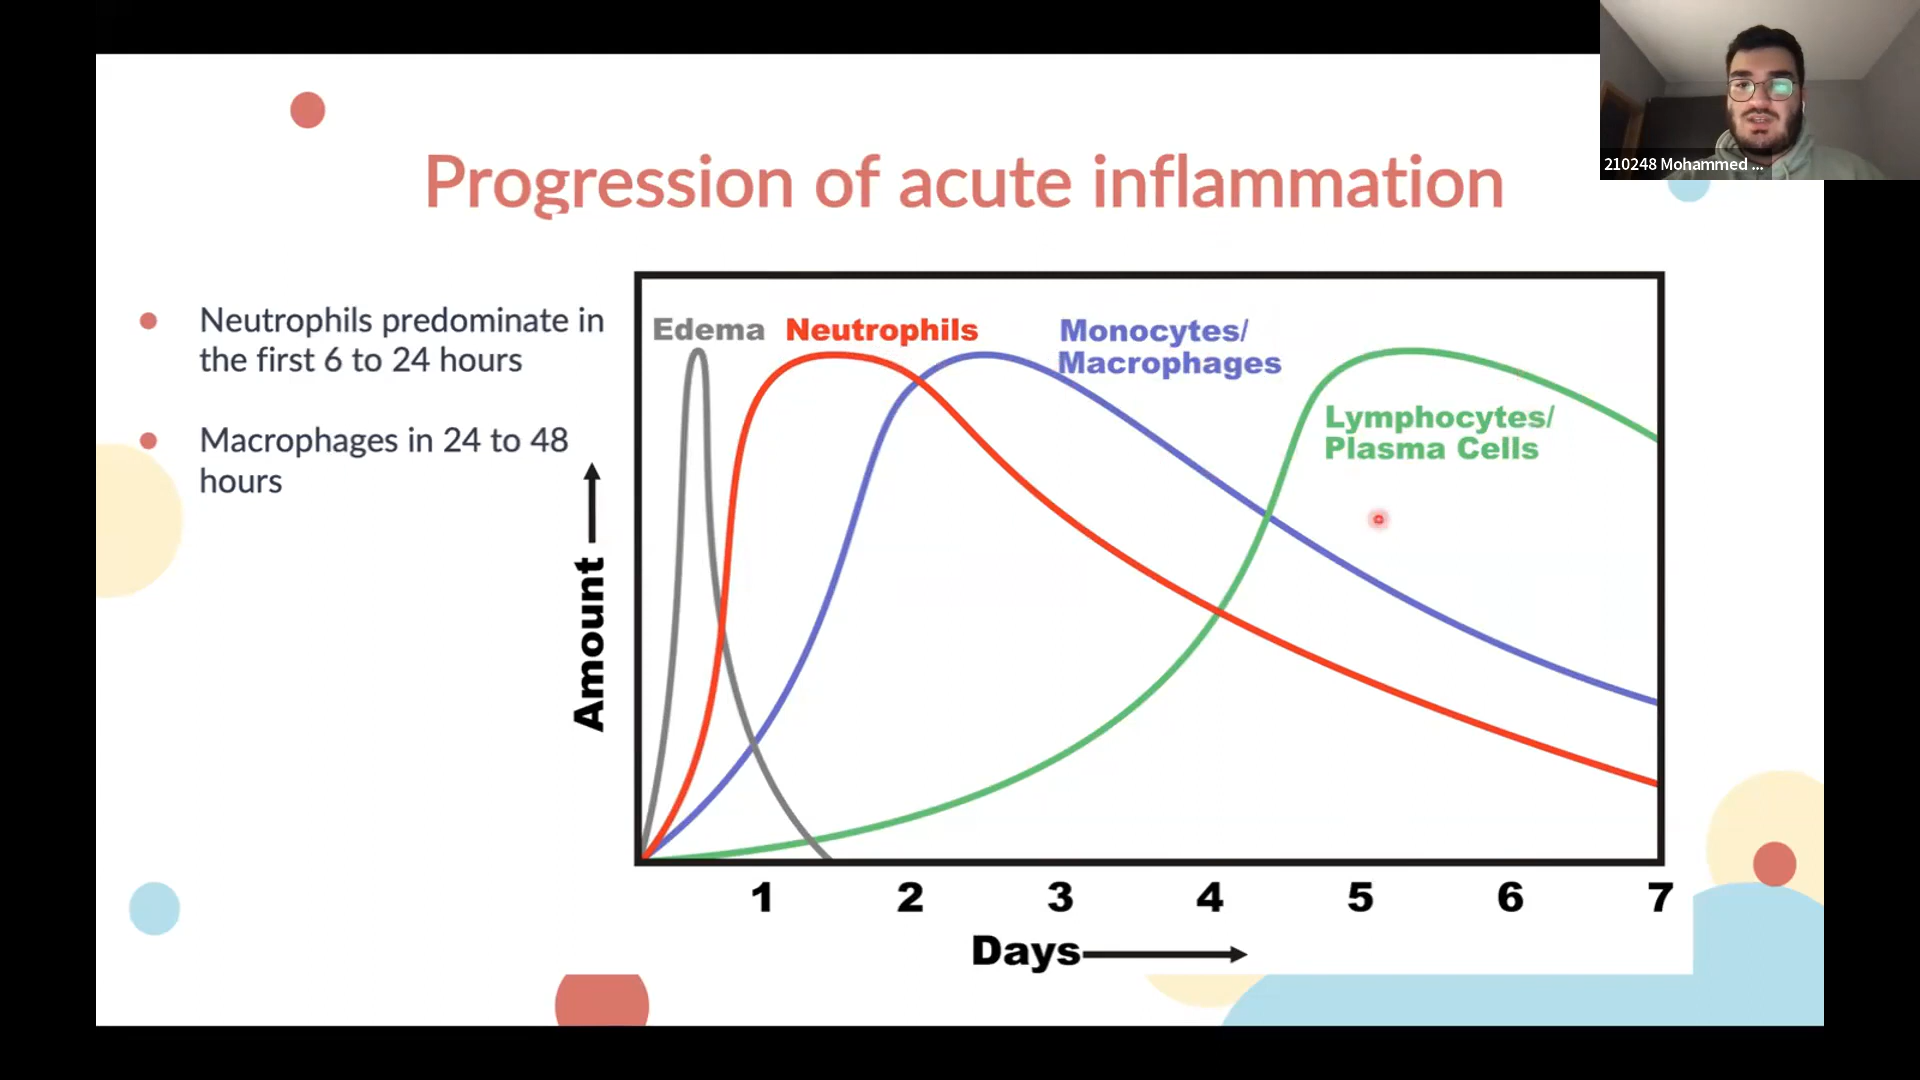 210248 Mohammed ...
Progression of acute inflammation
Neutrophils predominate in
the first 6 to 24 hours
Macrophages in 24 to 48
hours
Edema
Neutrophils
Monocytes/
Macrophages
Lymphocytes/
Plasma Cells
Amount
1 2 3 4 5 6 7
Days